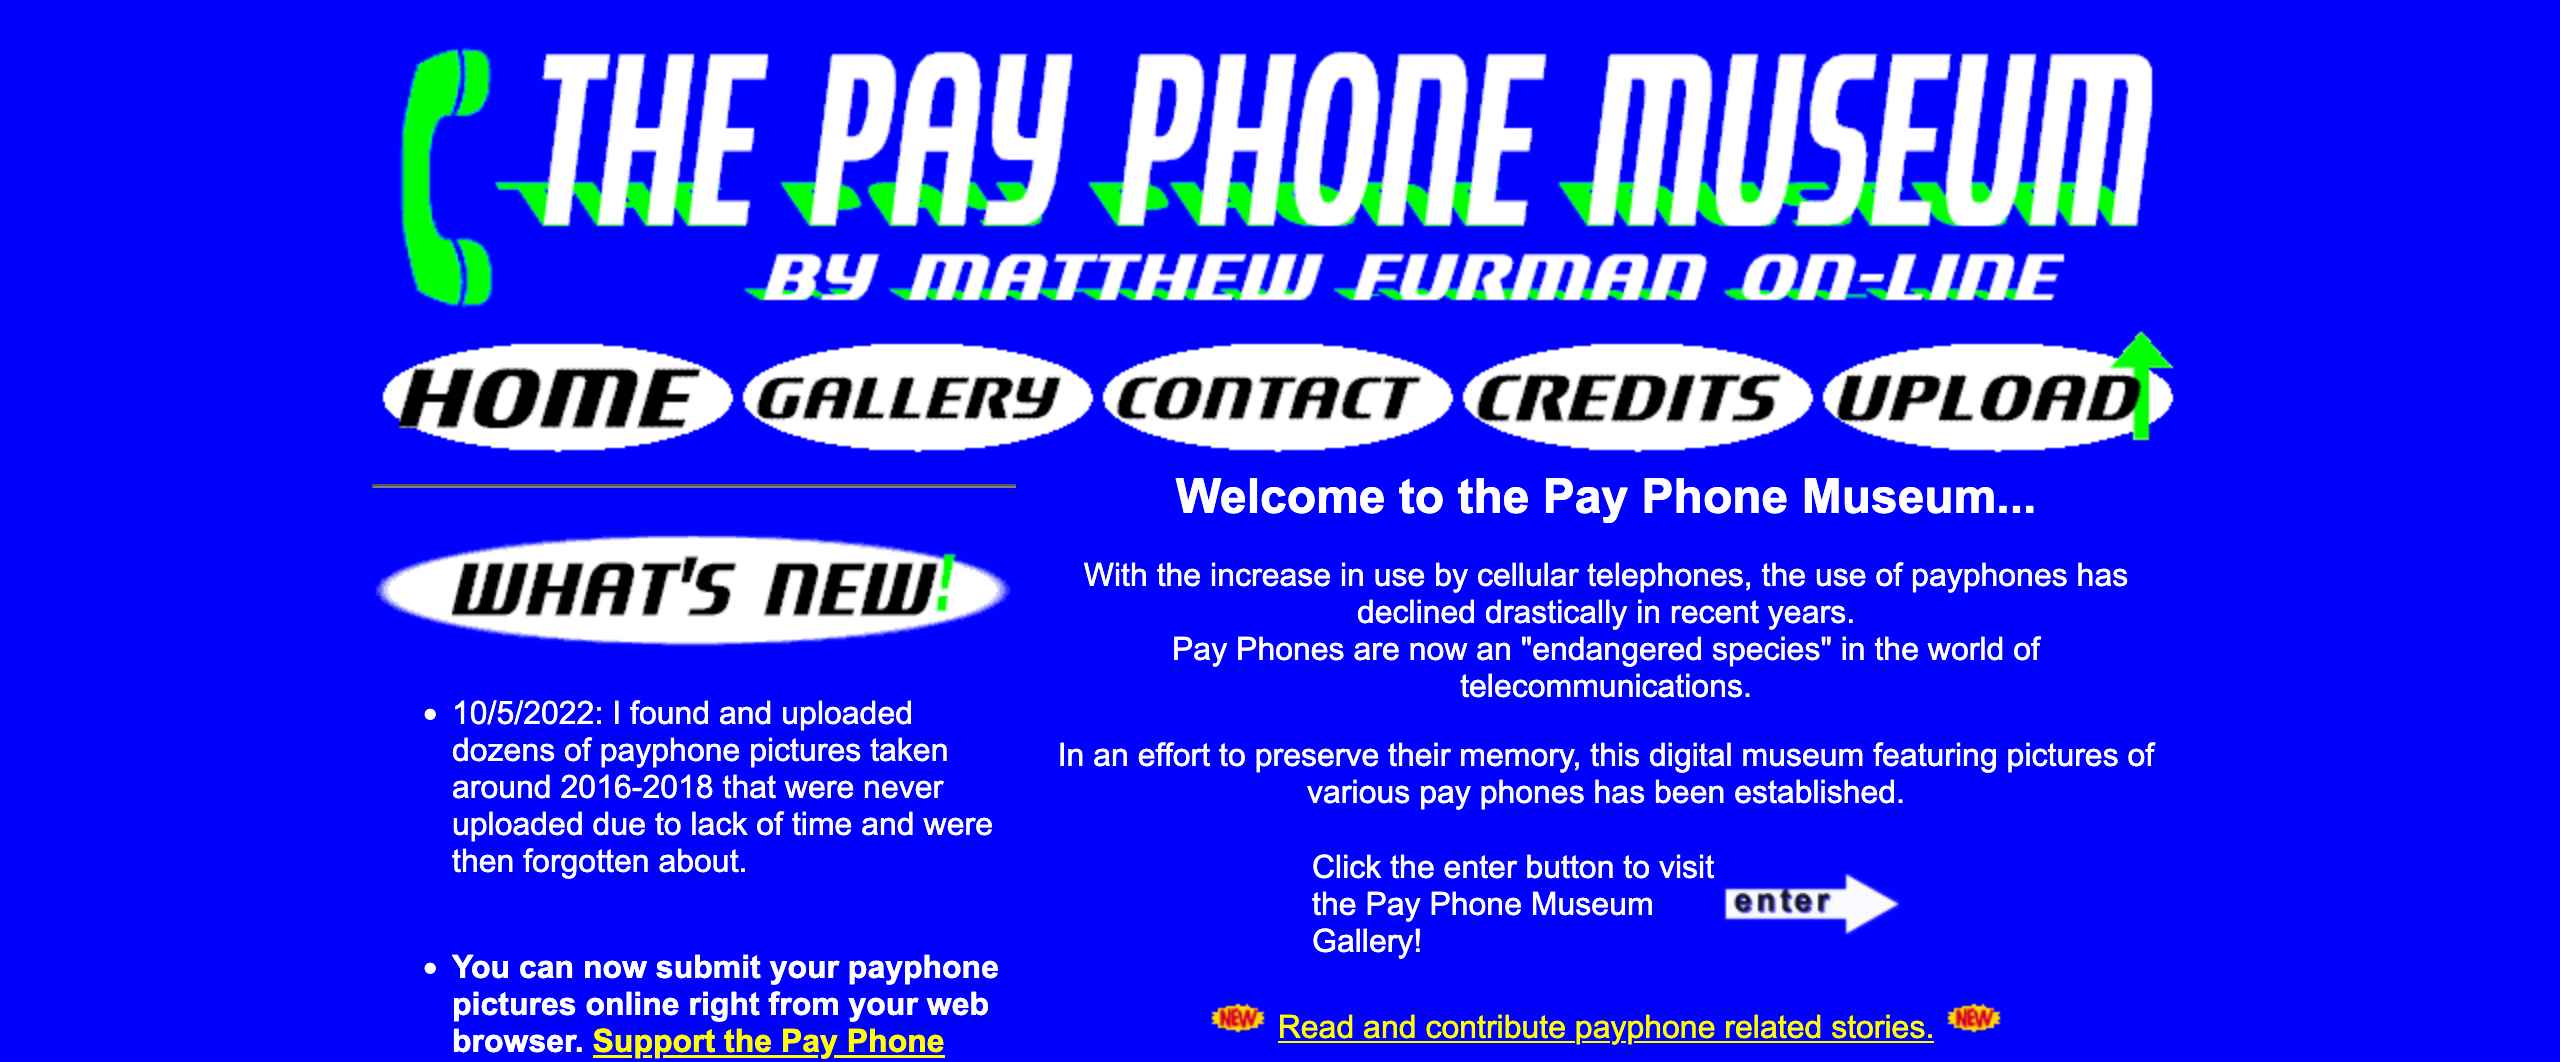 THE PAY PHONE MUSEUM
BY MATTHEW FURMAN ON-LINE
HOME GALLERY CONTACT CREDITS UPLOAD
WHAT'S NEW!
10/5/2022: I found and uploaded
dozens of payphone pictures taken
around 2016-2018 that were never
uploaded due to lack of time and were
then forgotten about.
You can now submit your payphone
pictures online right from your web
browser. Support the Pay Phone
Welcome to the Pay Phone Museum...
With the increase in use by cellular telephones, the use of payphones has
declined drastically in recent years.
Pay Phones are now an "endangered species" in the world of
telecommunications.
In an effort to preserve their memory, this digital museum featuring pictures of
various pay phones has been established.
Click the enter button to visit
the Pay Phone Museum
Gallery!
enter
NEW Read and contribute payphone related stories. NEW